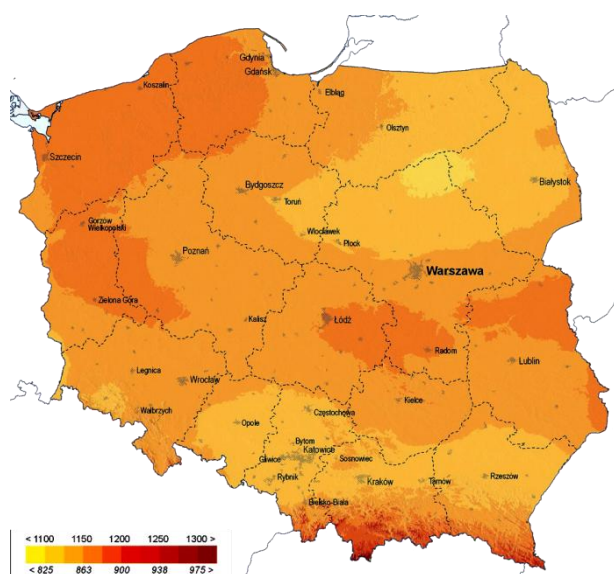 Gdynia
Gdańsk
Koszalin
Elbląg
Olsztyn
Szczecin
Białystok
Bydgoszcz
Toruń
Gorzów
Wielkopolski
Włocławek
Płock
Poznań
Warszawa
Zielona Góra
Kalisz
Łódź
Radom
Lublin
Legnica
Wrocław
Wałbrzych
Kielce
Częstochowa
Opole
Bytom
Katowice
Gliwice
Sosnowiec
Rybnik
Kraków
Tarnów
Rzeszów
Bielsko-Biała
< 1100 1150 1200 1250 1300 >
< 825 863 900 938 975 >